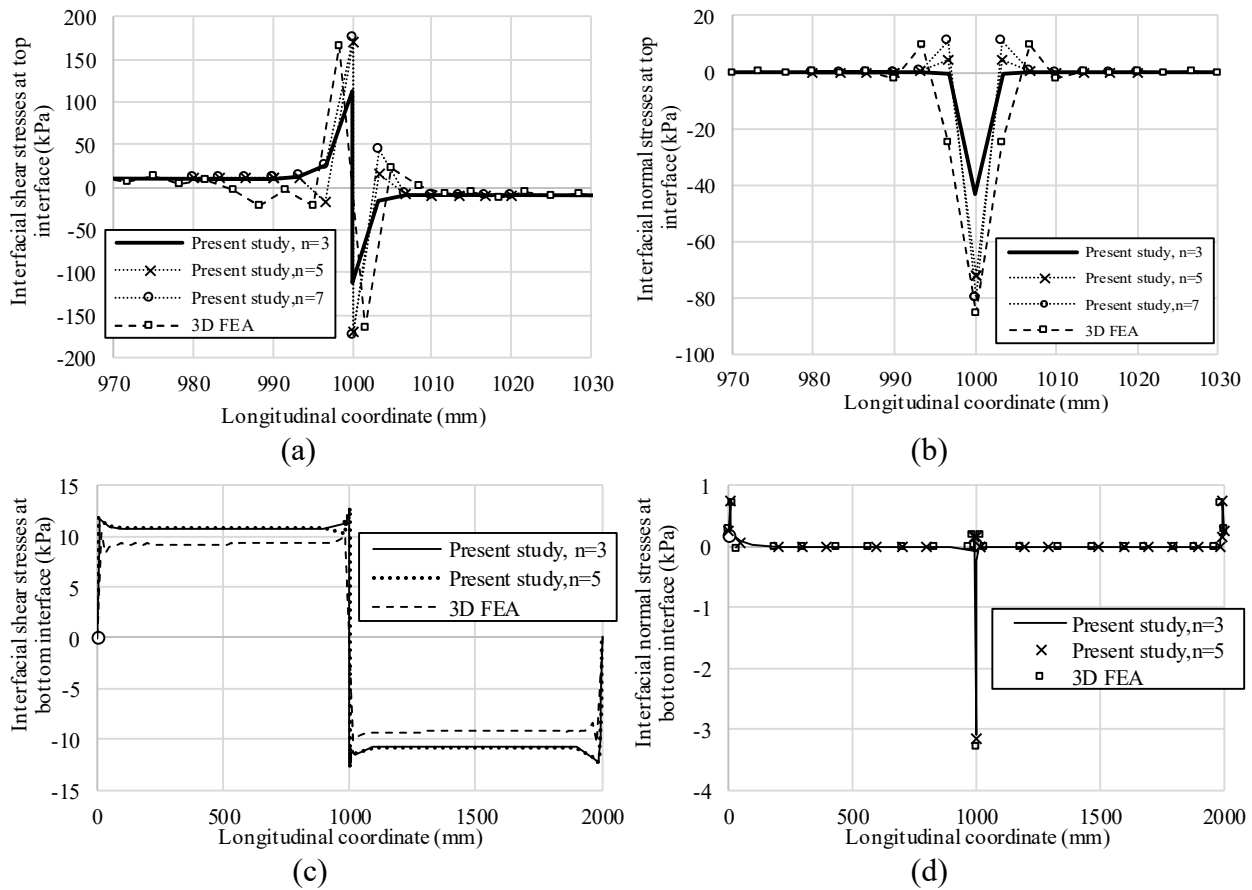 Interfacial shear stresses at top
interface (kPa)
200
150
100
50
0
-50
-100
-150
-200
Present study, n=3
Present study,n=5
Present study,n=7
3D FEA
970 980 990 1000 1010 1020 1030
Longitudinal coordinate (mm)
(a)
Interfacial normal stresses at top
interface (kPa)
20
0
-20
-40
-60
-80
-100
Present study, n=3
Present study,n=5
Present study,n=7
3D FEA
970 980 990 1000 1010 1020 1030
Longitudinal coordinate (mm)
(b)
Interfacial shear stresses at
bottom interface (kPa)
15
10
5
0
-5
-10
-15
Present study, n=3
Present study,n=5
3D FEA
0 500 1000 1500 2000
Longitudinal coordinate (mm)
(c)
Interfacial normal stresses at
bottom interface (kPa)
1
0
-1
-2
-3
-4
Present study,n=3
Present study,n=5
3D FEA
0 500 1000 1500 2000
Longitudinal coordinate (mm)
(d)